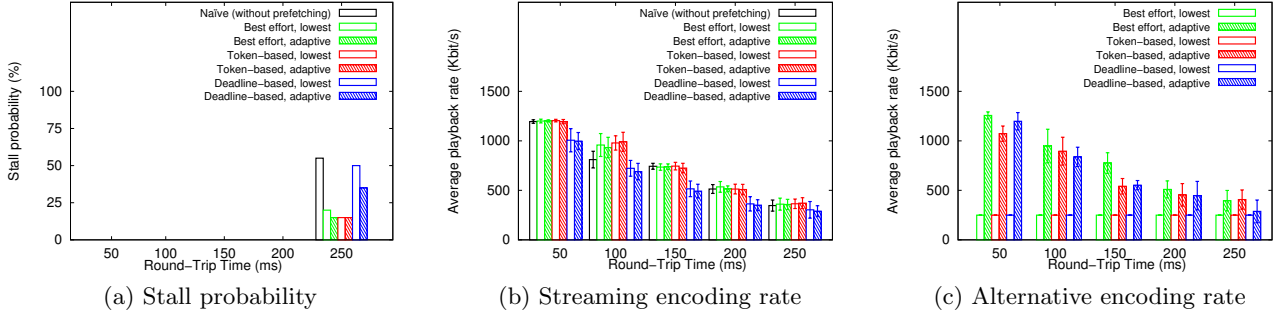 Stall probability (%)
100
75
50
25
0
Naïve (without prefetching)
Best effort, lowest
Best effort, adaptive
Token-based, lowest
Token-based, adaptive
Deadline-based, lowest
Deadline-based, adaptive
50 100 150 200 250
Round-Trip Time (ms)
(a) Stall probability
Average playback rate (Kbit/s)
1500
1000
500
0
Naïve (without prefetching)
Best effort, lowest
Best effort, adaptive
Token-based, lowest
Token-based, adaptive
Deadline-based, lowest
Deadline-based, adaptive
50 100 150 200 250
Round-Trip Time (ms)
(b) Streaming encoding rate
Average playback rate (Kbit/s)
1500
1000
500
0
Best effort, lowest
Best effort, adaptive
Token-based, lowest
Token-based, adaptive
Deadline-based, lowest
Deadline-based, adaptive
50 100 150 200 250
Round-Trip Time (ms)
(c) Alternative encoding rate